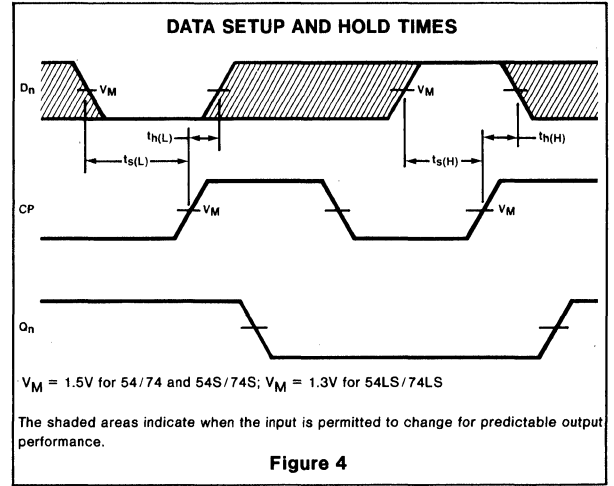 DATA SETUP AND HOLD TIMES
Dn
VM
VM
th(L)
th(H)
ts(L)
ts(H)
CP
VM
VM
Qn
VM = 1.5V for 54/74 and 54S/74S; VM = 1.3V for 54LS/74LS
The shaded areas indicate when the input is permitted to change for predictable output
performance.
Figure 4